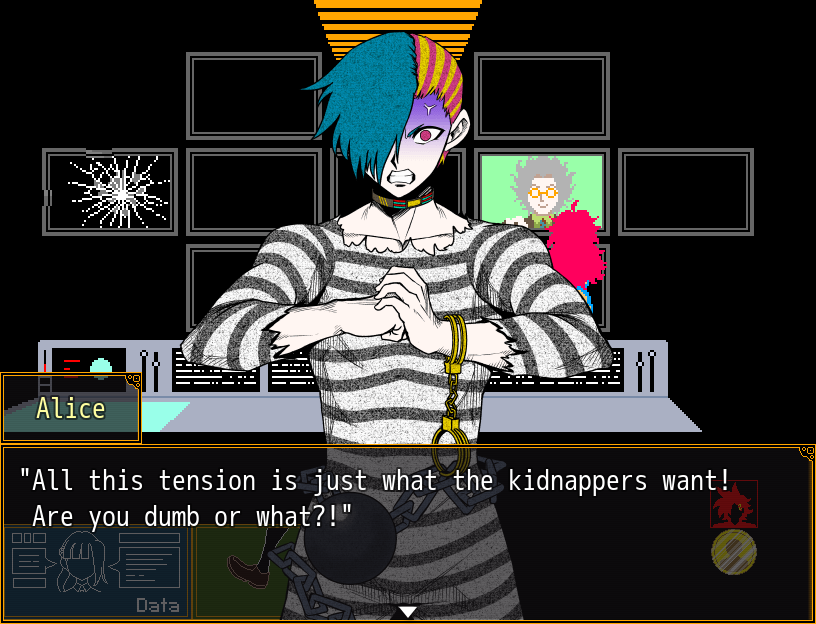 Alice
"All this tension is just what the kidnappers want!
Are you dumb or what?!"
Data